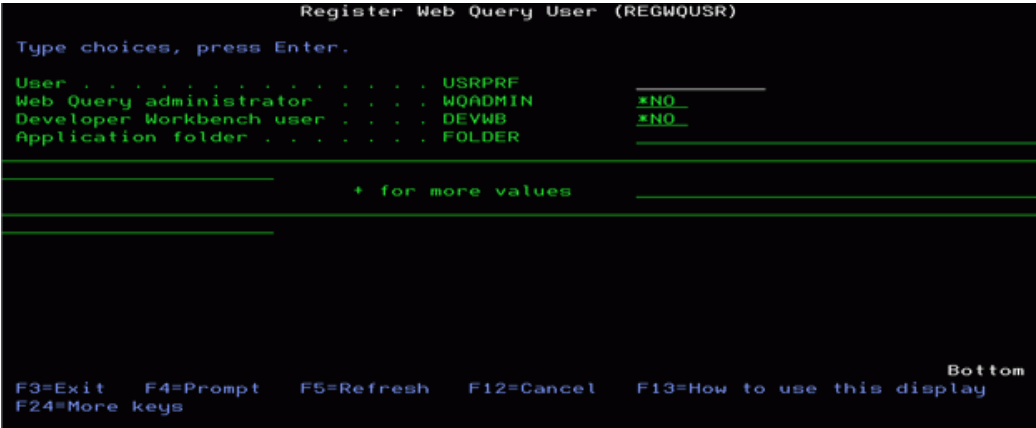 Register Web Query User (REGWQUSR)
Type choices, press Enter.
User . . . . . . . . . . . . . . USRPRF
Web Query administrator . . . . WQADMIN *NO
Developer Workbench user . . . . DEVWB *NO
Application folder . . . . . . . FOLDER
+ for more values
Bottom
F3=Exit F4=Prompt F5=Refresh F12=Cancel F13=How to use this display
F24=More keys